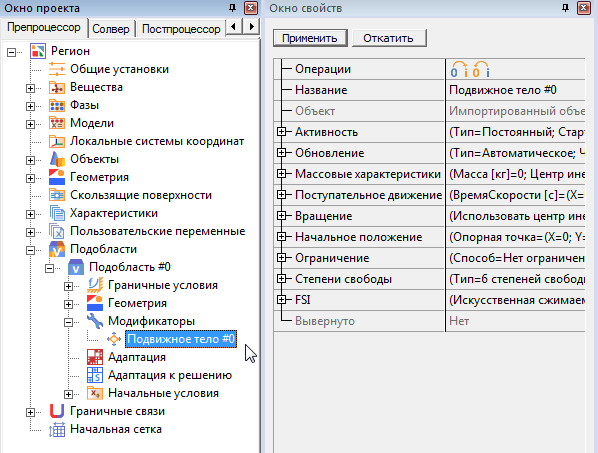 Окно проекта
Препроцессор Солвер Постпроцессор
Регион
Общие установки
Вещества
Фазы
Модели
Локальные системы координат
Объекты
Геометрия
Скользящие поверхности
Характеристики
Пользовательские переменные
Подобласти
Подобласть #0
Граничные условия
Геометрия
Модификаторы
Подвижное тело #0
Адаптация
Адаптация к решению
Начальные условия
Граничные связи
Начальная сетка
Окно свойств
Применить Откатить
Операции
Название Подвижное тело #0
Объект Импортированный объе
Активность (Тип=Постоянный; Стар
Обновление (Тип=Автоматическое; Ч
Массовые характеристики (Масса [кг]=0; Центр ине
Поступательное движение (ВремяСкорости [c]=(X=
Вращение (Использовать центр ине
Начальное положение (Опорная точка=(X=0; Y=
Ограничение (Способ=Нет ограничен
Степени свободы (Тип=6 степеней свободы
FSI (Искусственная сжимаем
Вывернуто Нет